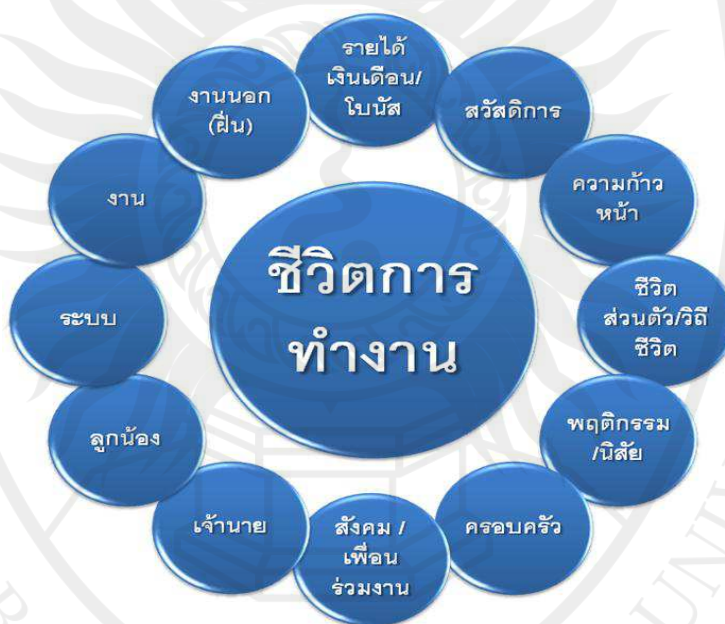 รายได้
เงินเดือน/
โบนัส
สวัสดิการ
ความก้าว
หน้า
ชีวิต
ส่วนตัว/วิถี
ชีวิต
พฤติกรรม
/นิสัย
ครอบครัว
สังคม /
เพื่อน
ร่วมงาน
เจ้านาย
ลูกน้อง
ระบบ
งาน
งานนอก
(ฝิ่น)
ชีวิตการ
ทำงาน